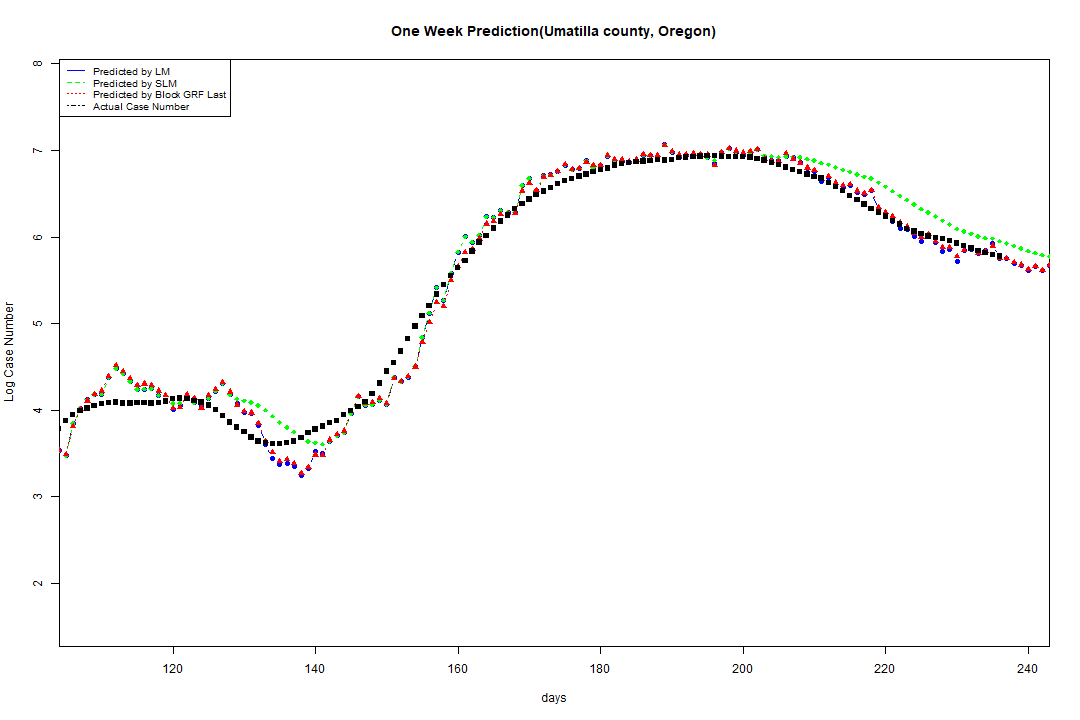 One Week Prediction(Umatilla county, Oregon)
Predicted by LM
Predicted by SLM
Predicted by Block GRF Last
Actual Case Number
8
7
6
5
4
3
2
Log Case Number
120 140 160 180 200 220 240
days